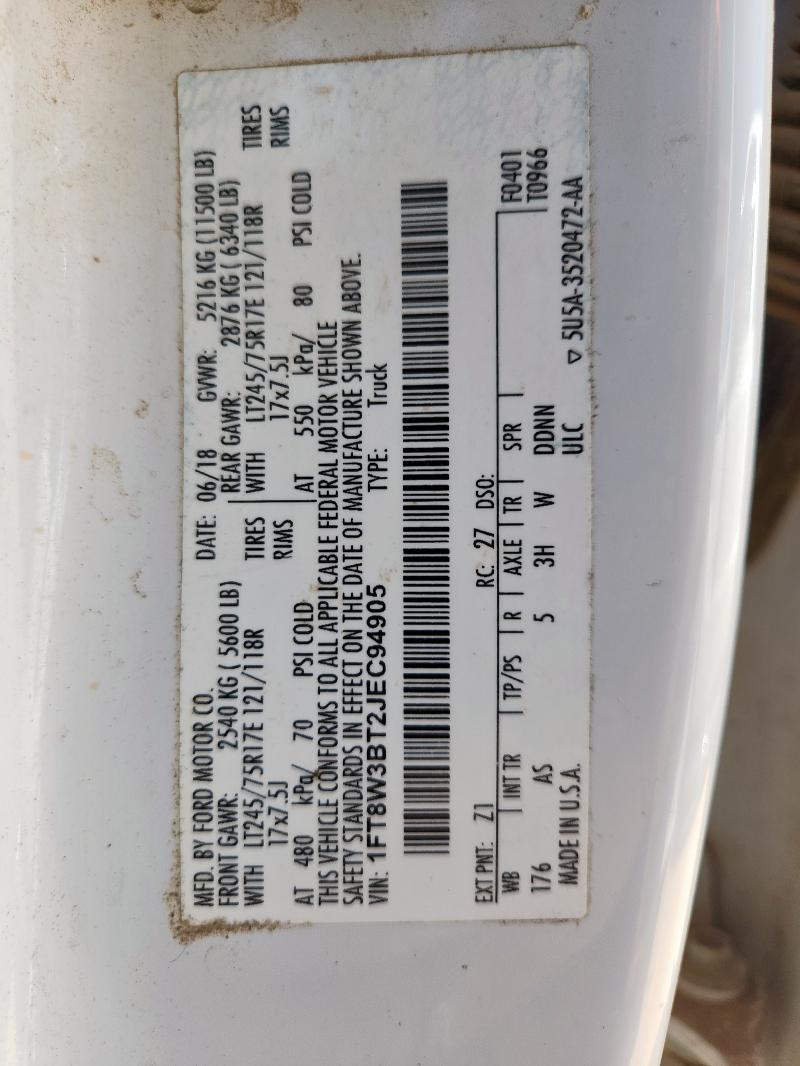 MFD. BY FORD MOTOR CO.
DATE: 06/18 GVWR: 5216 KG (11500 LB)
FRONT GAWR: 2540 KG ( 5600 LB)
REAR GAWR: 2876 KG ( 6340 LB)
WITH LT245/75R17E 121/118R TIRES
WITH LT245/75R17E 121/118R TIRES
17x7.5J RIMS
17x7.5J RIMS
AT 480 kPa/ 70 PSI COLD
AT 550 kPa/ 80 PSI COLD
THIS VEHICLE CONFORMS TO ALL APPLICABLE FEDERAL MOTOR VEHICLE
SAFETY STANDARDS IN EFFECT ON THE DATE OF MANUFACTURE SHOWN ABOVE.
VIN: 1FT8W3BT2JEC94905 TYPE: Truck
EXT PNT: Z1 RC: 27 DSO:
WB INT TR TP/PS R AXLE TR SPR F0401
176 AS 5 3H W DDNN T0966
MADE IN U.S.A. ULC ▽ 5U5A-3520472-AA